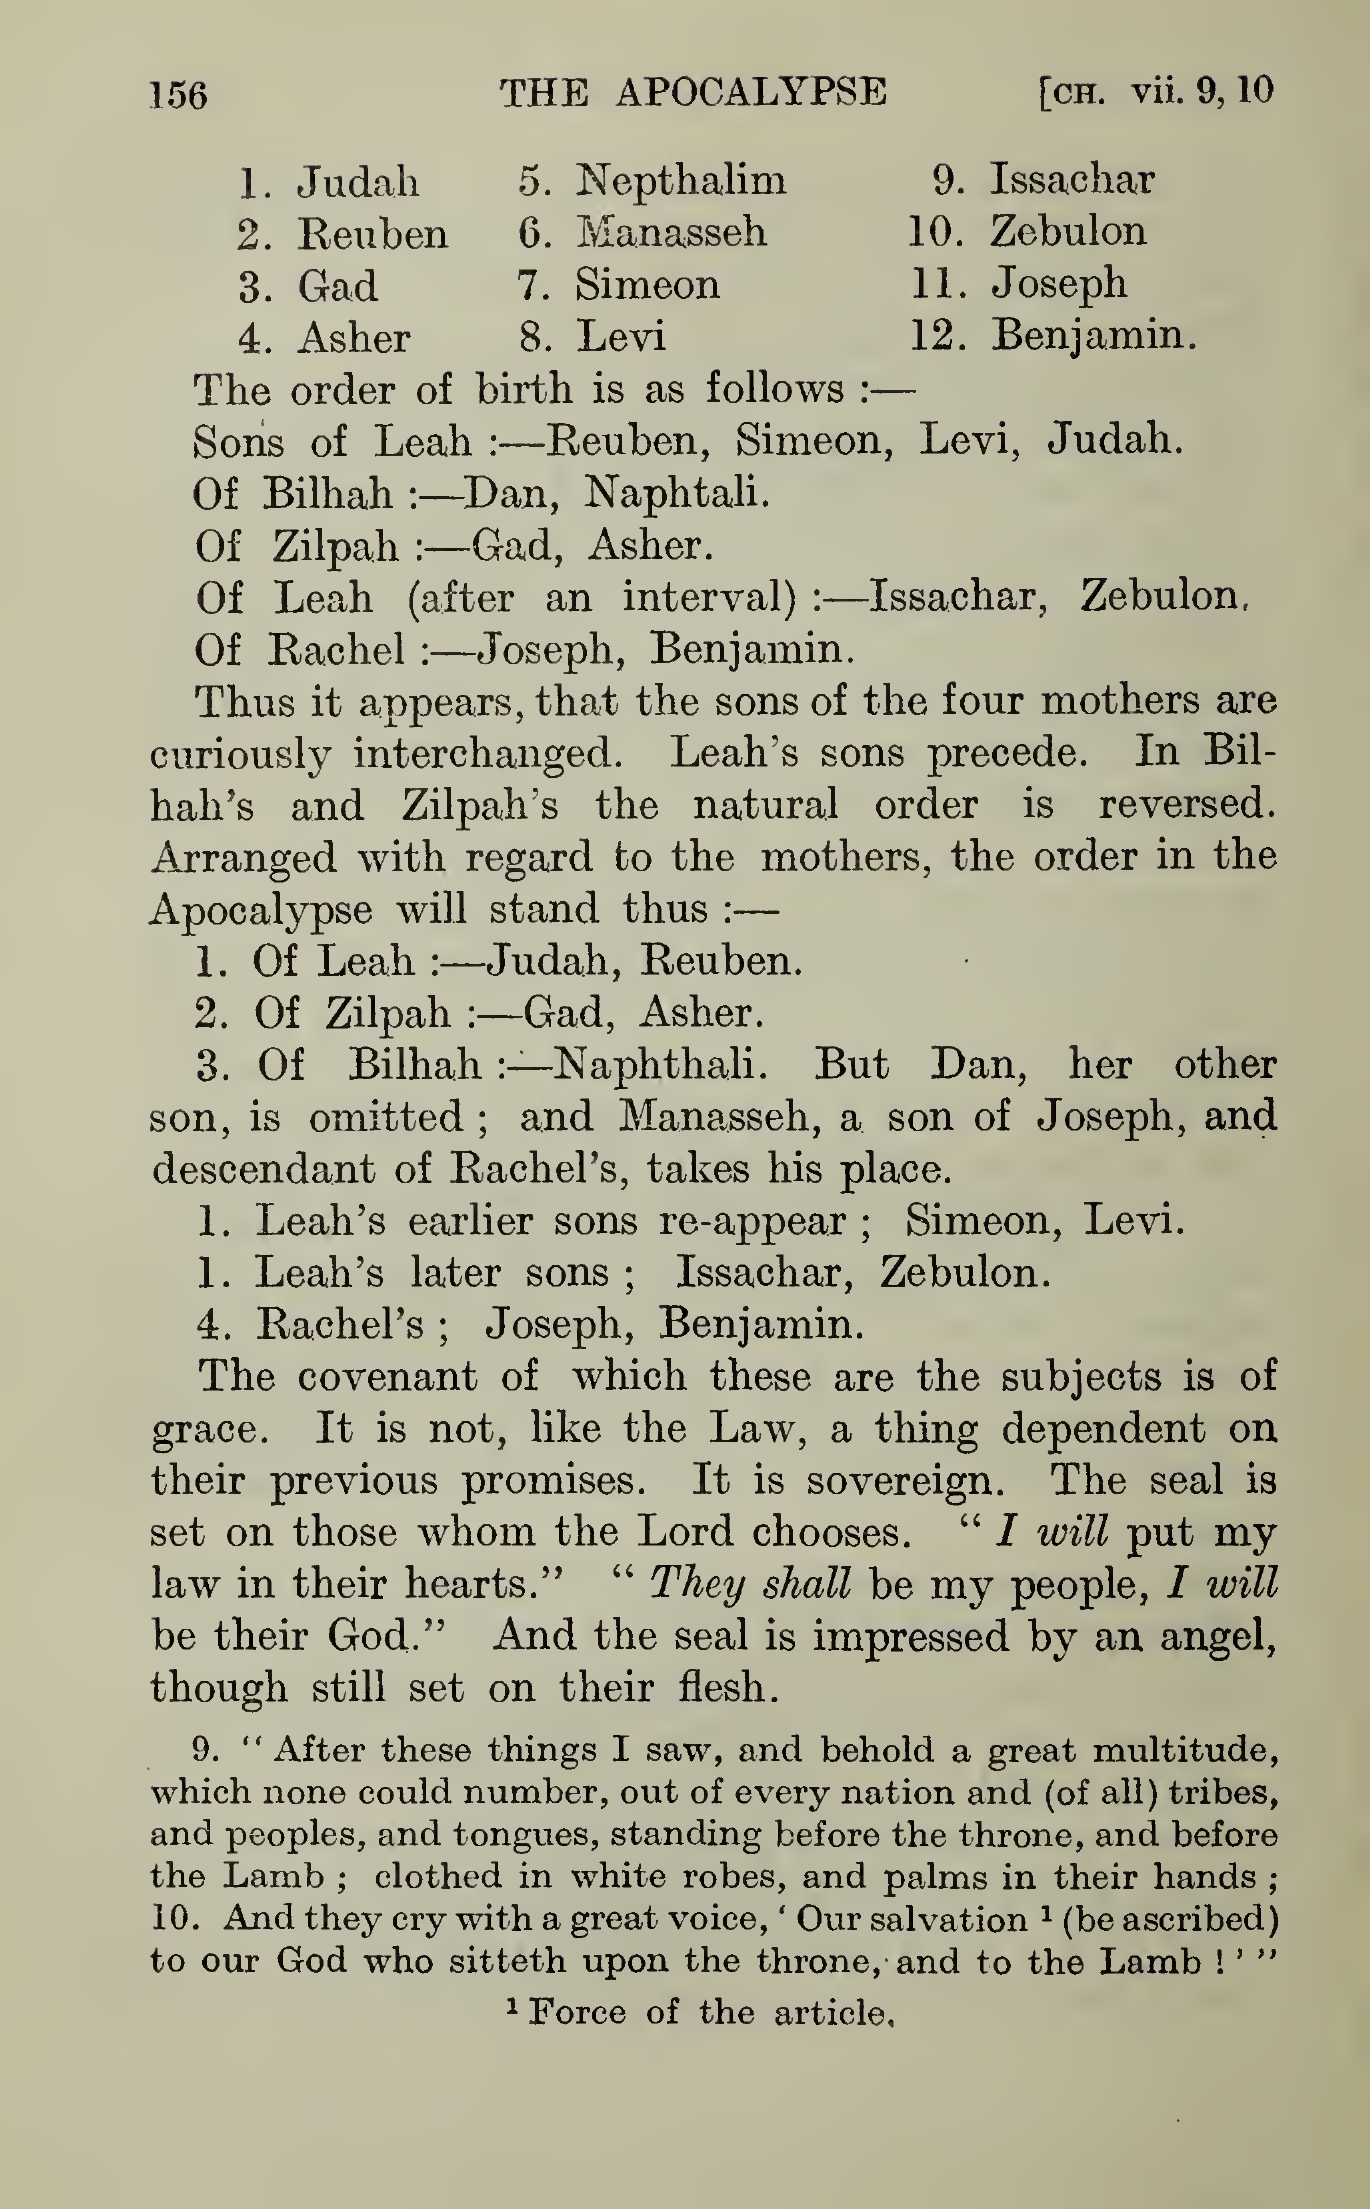 156 THE APOCALYPSE [CH. vii. 9, 10
1. Judah 5. Nepthalim 9. Issachar
2. Reuben 6. Manasseh 10. Zebulon
3. Gad 7. Simeon 11. Joseph
4. Asher 8. Levi 12. Benjamin.
The order of birth is as follows :—
Sons of Leah :—Reuben, Simeon, Levi, Judah.
Of Bilhah :—Dan, Naphtali.
Of Zilpah :—Gad, Asher.
Of Leah (after an interval) :—Issachar, Zebulon.
Of Rachel :—Joseph, Benjamin.
Thus it appears, that the sons of the four mothers are
curiously interchanged. Leah's sons precede. In Bil-
hah's and Zilpah's the natural order is reversed.
Arranged with regard to the mothers, the order in the
Apocalypse will stand thus :—
1. Of Leah :—Judah, Reuben.
2. Of Zilpah :—Gad, Asher.
3. Of Bilhah :—Naphthali. But Dan, her other
son, is omitted ; and Manasseh, a son of Joseph, and
descendant of Rachel's, takes his place.
1. Leah's earlier sons re-appear ; Simeon, Levi.
1. Leah's later sons ; Issachar, Zebulon.
4. Rachel's ; Joseph, Benjamin.
The covenant of which these are the subjects is of
grace. It is not, like the Law, a thing dependent on
their previous promises. It is sovereign. The seal is
set on those whom the Lord chooses. “ I will put my
law in their hearts.” “ They shall be my people, I will
be their God.” And the seal is impressed by an angel,
though still set on their flesh.
9. “ After these things I saw, and behold a great multitude,
which none could number, out of every nation and (of all) tribes,
and peoples, and tongues, standing before the throne, and before
the Lamb ; clothed in white robes, and palms in their hands ;
10. And they cry with a great voice, ‘ Our salvation ¹ (be ascribed)
to our God who sitteth upon the throne, and to the Lamb ! ’ ”
¹ Force of the article.